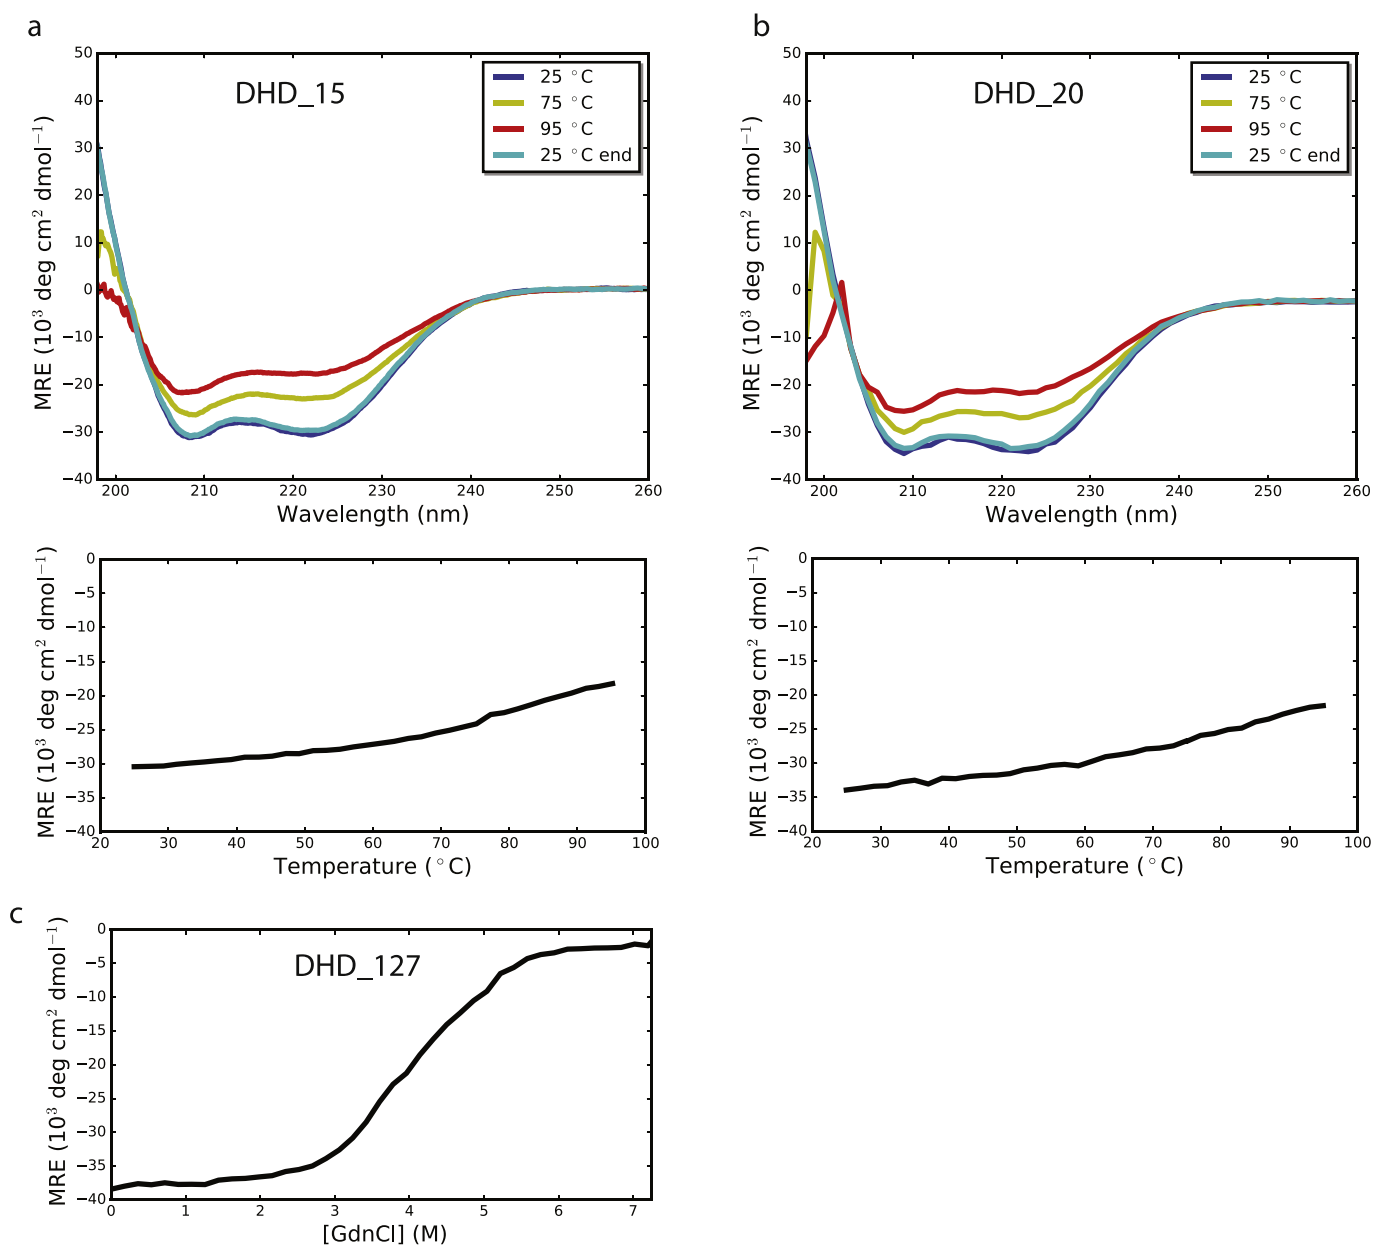 a
DHD_15
25 °C
75 °C
95 °C
25 °C end
50
40
30
20
10
0
−10
−20
−30
−40
MRE (10³ deg cm² dmol⁻¹)
200 210 220 230 240 250 260
Wavelength (nm)
b
DHD_20
25 °C
75 °C
95 °C
25 °C end
50
40
30
20
10
0
−10
−20
−30
−40
MRE (10³ deg cm² dmol⁻¹)
200 210 220 230 240 250 260
Wavelength (nm)
0
−5
−10
−15
−20
−25
−30
−35
−40
MRE (10³ deg cm² dmol⁻¹)
20 30 40 50 60 70 80 90 100
Temperature (°C)
0
−5
−10
−15
−20
−25
−30
−35
−40
MRE (10³ deg cm² dmol⁻¹)
20 30 40 50 60 70 80 90 100
Temperature (°C)
c
DHD_127
0
−5
−10
−15
−20
−25
−30
−35
−40
MRE (10³ deg cm² dmol⁻¹)
0 1 2 3 4 5 6 7
[GdnCl] (M)